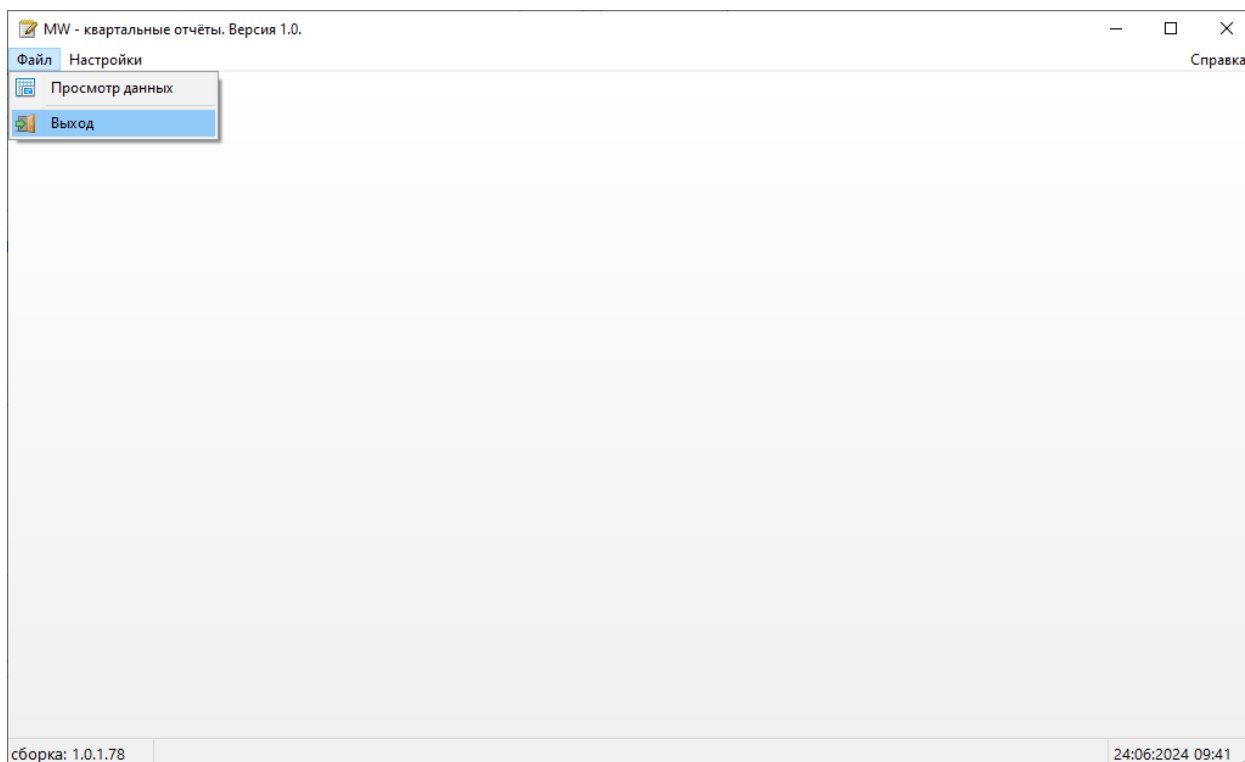 MW - квартальные отчёты. Версия 1.0.
Файл Настройки Справка
Просмотр данных
Выход
сборка: 1.0.1.78 24:06:2024 09:41